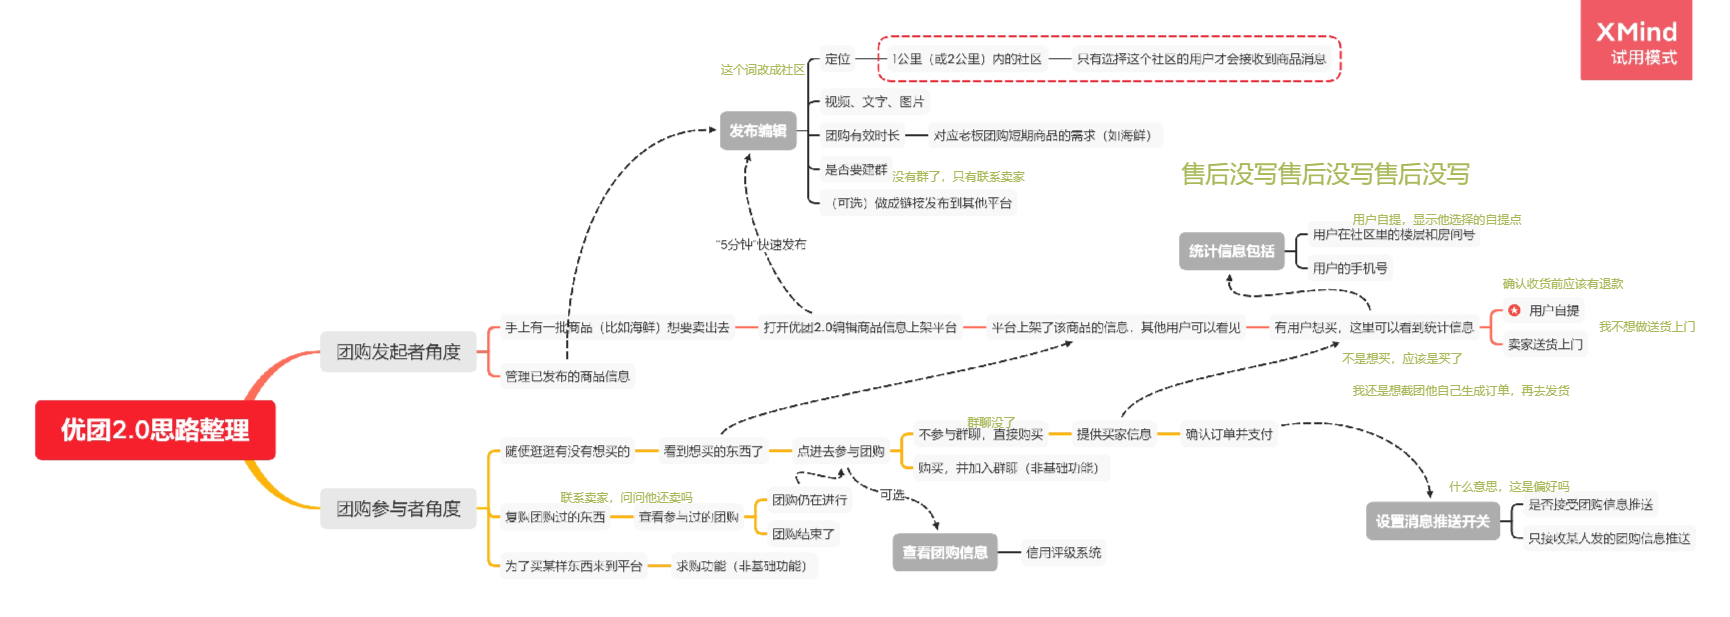 XMind
试用模式
这个词改成社区
定位
1公里（或2公里）内的社区
只有选择这个社区的用户才会接收到商品消息
视频、文字、图片
发布编辑
团购有效时长
对应老板团购短期商品的需求（如海鲜）
是否要建群
没有群了，只有联系卖家
（可选）做成链接发布到其他平台
售后没写售后没写售后没写
"5分钟"快速发布
用户自提，显示他选择的自提点
统计信息包括
用户在社区里的楼层和房间号
用户的手机号
确认收货前应该有退款
团购发起者角度
手上有一批商品（比如海鲜）想要卖出去
打开优团2.0编辑商品信息上架平台
平台上架了该商品的信息，其他用户可以看见
有用户想买，这里可以看到统计信息
用户自提
我不想做送货上门
卖家送货上门
不是想买，应该是买了
管理已发布的商品信息
我还是想截团他自己生成订单，再去发货
优团2.0思路整理
群聊没了
随便逛逛有没有想买的
看到想买的东西了
点进去参与团购
不参与群聊，直接购买
提供买家信息
确认订单并支付
购买，并加入群聊（非基础功能）
团购参与者角度
联系卖家，问问他还卖吗
复购团购过的东西
查看参与过的团购
团购仍在进行
团购结束了
可选
什么意思，这是偏好吗
设置消息推送开关
是否接受团购信息推送
只接收某人发的团购信息推送
查看团购信息
信用评级系统
为了买某样东西来到平台
求购功能（非基础功能）